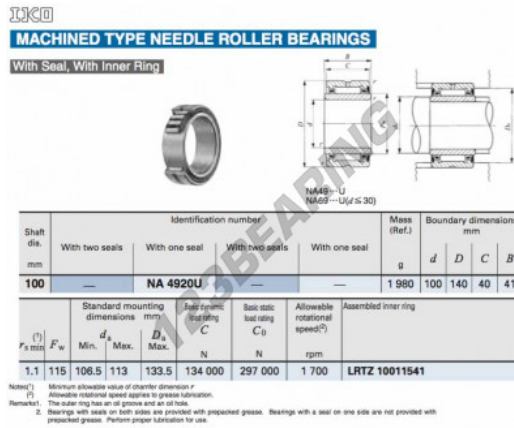 IKO
MACHINED TYPE NEEDLE ROLLER BEARINGS
With Seal, With Inner Ring
B
C
r
r
D
d
NA49···U
NA69···U(d≦30)
Shaft dia. mm
Identification number
With two seals
With one seal
With two seals
With one seal
Mass (Ref.) g
Boundary dimensions mm
d D C B
100 — NA 4920U — — 1 980 100 140 40 41
Standard mounting dimensions mm
Basic dynamic load rating
Basic static load rating
Allowable rotational speed(2)
Assembled inner ring
rs min (1) Fw
da Min. Max.
Da Max.
C N
C0 N
rpm
1.1 115 106.5 113 133.5 134 000 297 000 1 700 LRTZ 10011541
Notes(1) Minimum allowable value of chamfer dimension r
(2) Allowable rotational speed applies to grease lubrication.
Remarks1. The outer ring has an oil groove and an oil hole.
2. Bearings with seals on both sides are provided with prepacked grease. Bearings with a seal on one side are not provided with
prepacked grease. Perform proper lubrication for use.
123BEARING